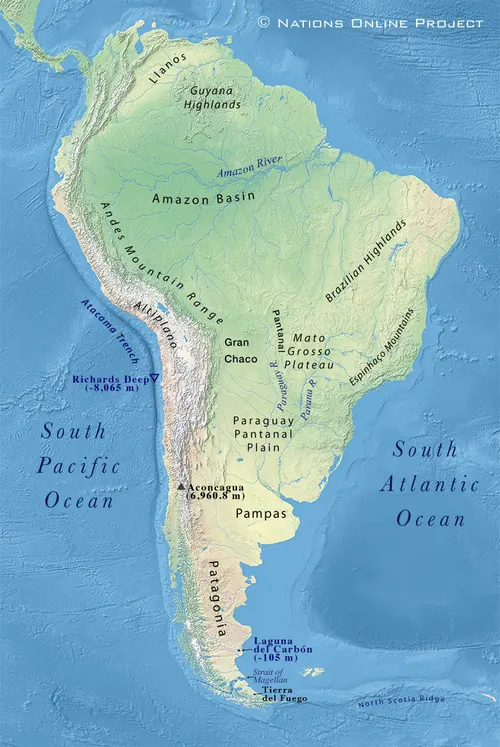 © Nations Online Project
Llanos
Guyana
Highlands
Amazon River
Amazon Basin
Andes Mountain Range
Brazilian Highlands
Atacama Trench
Altiplano
Pantanal
Gran
Chaco
Mato
Grosso
Plateau
Espinhaço Mountains
Richards Deep
(-8,065 m)
Paraguay R.
Parana R.
Paraguay
Pantanal
Plain
South
Pacific
Ocean
South
Atlantic
Ocean
Aconcagua
(6,960.8 m)
Pampas
Patagonia
Laguna
del Carbón
(-105 m)
Strait of
Magellan
Tierra
del Fuego
North Scotia Ridge